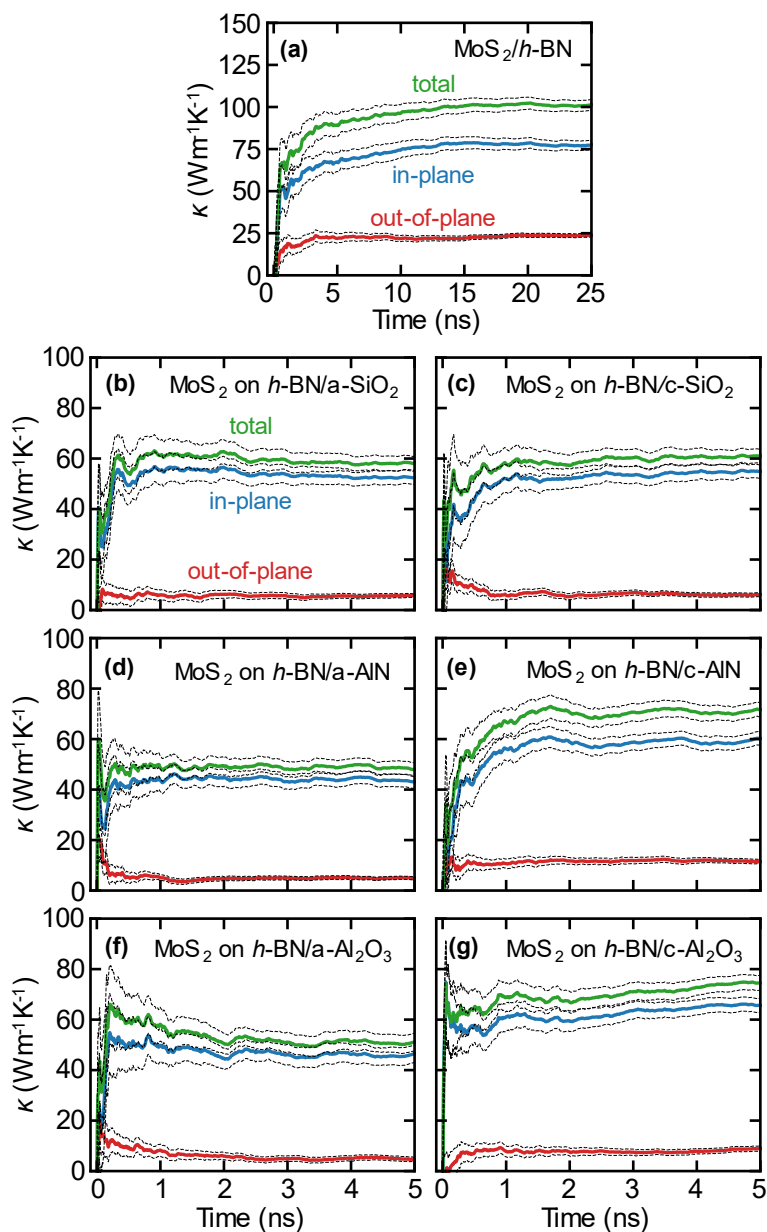 (a) MoS₂/h-BN
κ (Wm⁻¹K⁻¹)
150
125
100
75
50
25
0
total
in-plane
out-of-plane
0 5 10 15 20 25
Time (ns)
(b) MoS₂ on h-BN/a-SiO₂
κ (Wm⁻¹K⁻¹)
100
80
60
40
20
0
total
in-plane
out-of-plane
(c) MoS₂ on h-BN/c-SiO₂
(d) MoS₂ on h-BN/a-AlN
κ (Wm⁻¹K⁻¹)
100
80
60
40
20
0
(e) MoS₂ on h-BN/c-AlN
(f) MoS₂ on h-BN/a-Al₂O₃
κ (Wm⁻¹K⁻¹)
100
80
60
40
20
0
0 1 2 3 4 5
Time (ns)
(g) MoS₂ on h-BN/c-Al₂O₃
0 1 2 3 4 5
Time (ns)